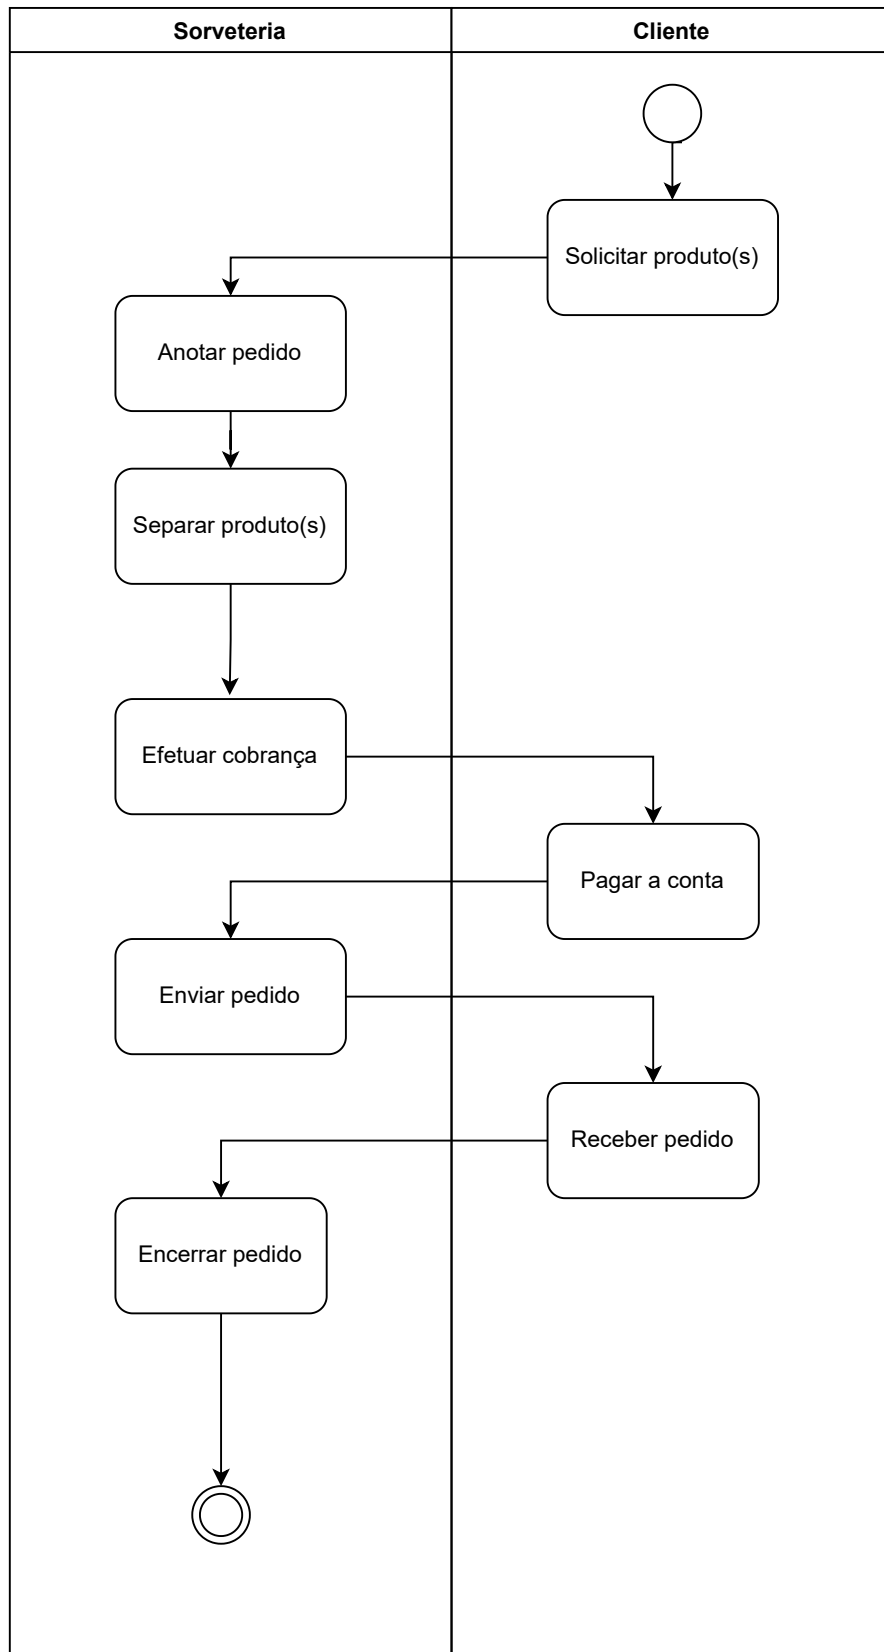 Sorveteria
Cliente
Solicitar produto(s)
Anotar pedido
Separar produto(s)
Efetuar cobrança
Pagar a conta
Enviar pedido
Receber pedido
Encerrar pedido